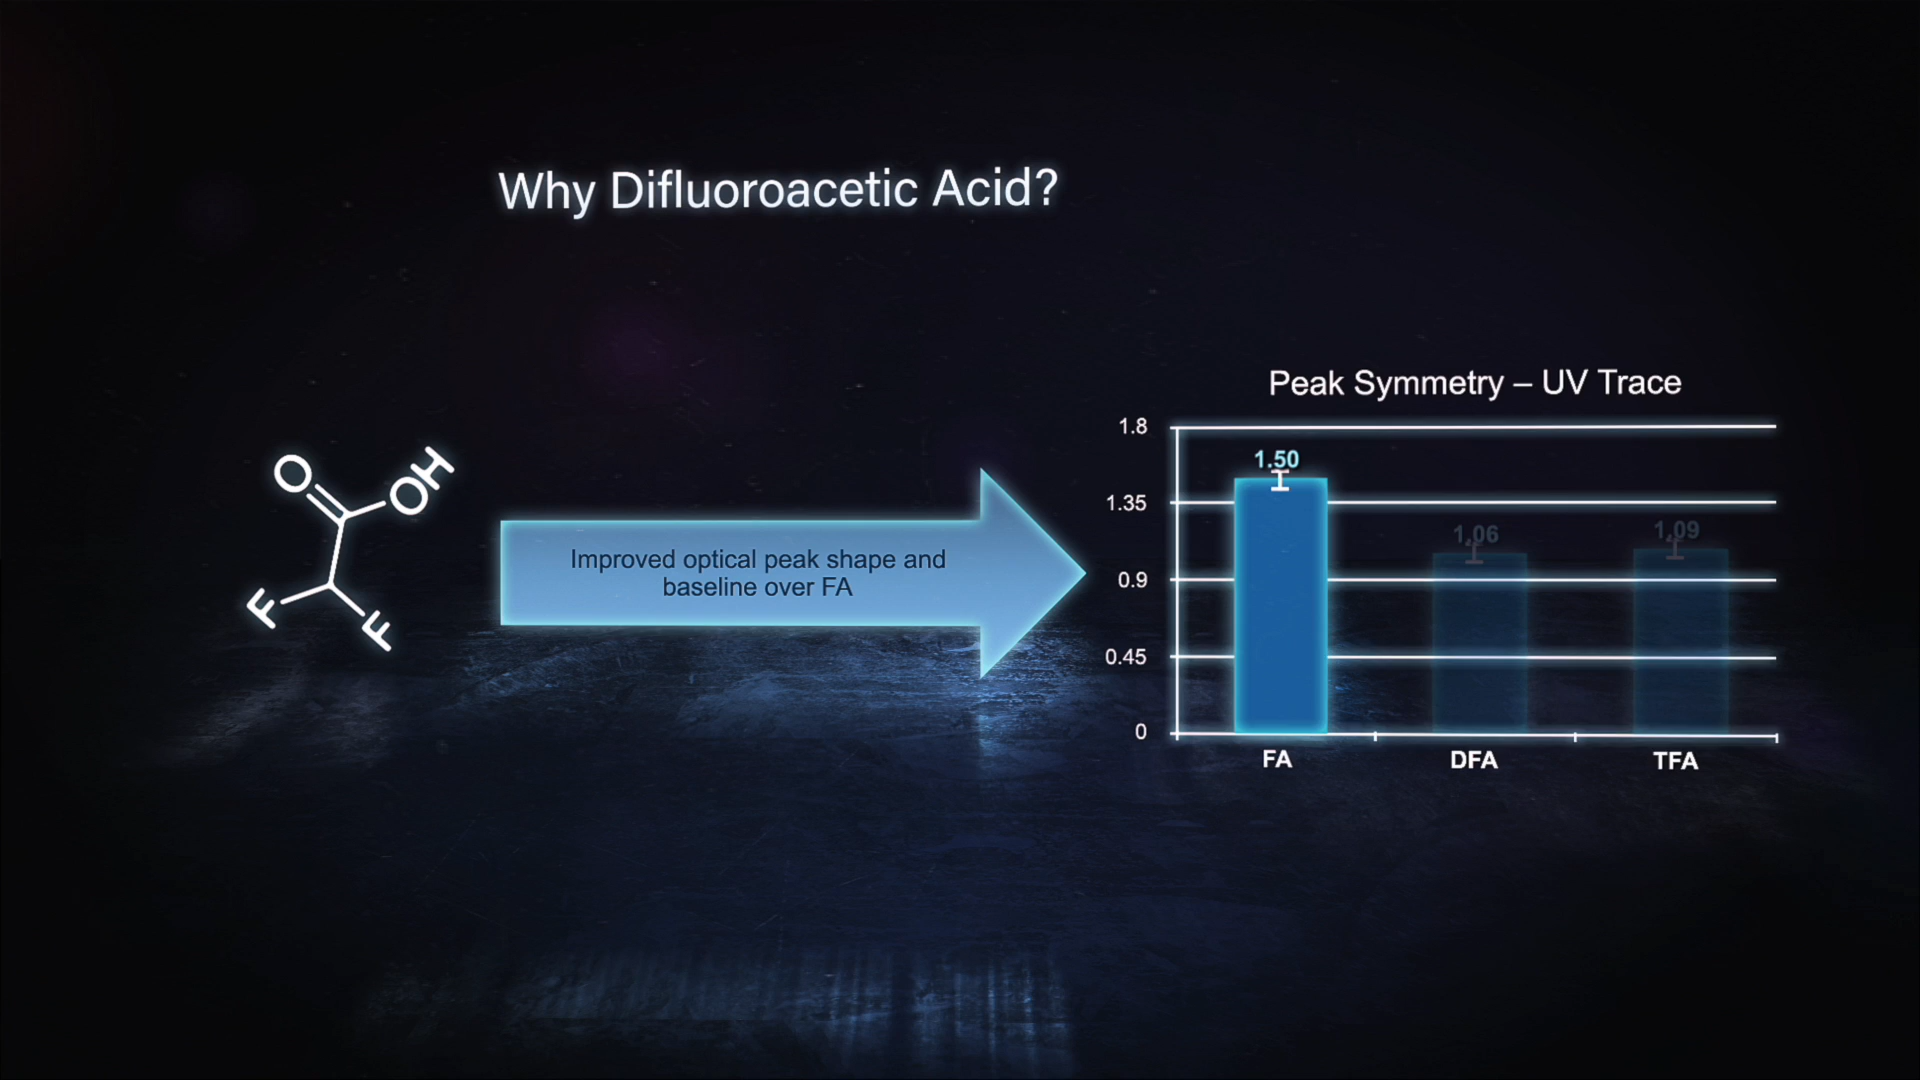 Why Difluoroacetic Acid?
O
OH
F
F
Improved optical peak shape and
baseline over FA
Peak Symmetry – UV Trace
1.8
1.35
0.9
0.45
0
1.50
1.06
1.09
FA
DFA
TFA